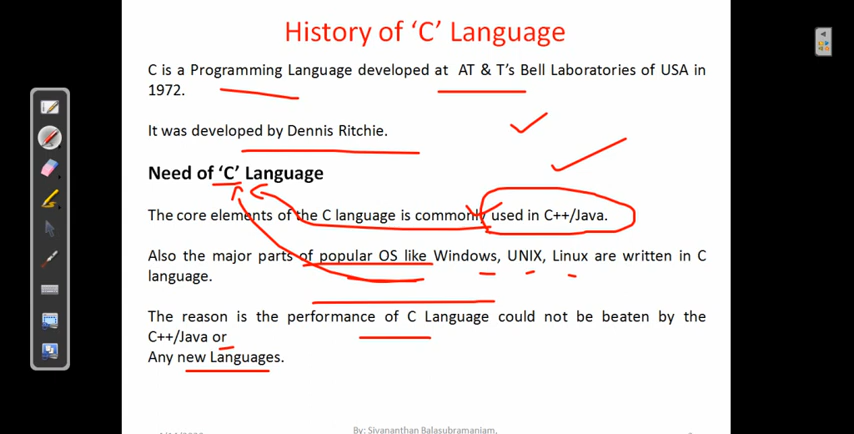 History of ‘C’ Language
C is a Programming Language developed at AT & T’s Bell Laboratories of USA in
1972.
It was developed by Dennis Ritchie.
Need of ‘C’ Language
The core elements of the C language is commonly used in C++/Java.
Also the major parts of popular OS like Windows, UNIX, Linux are written in C
language.
The reason is the performance of C Language could not be beaten by the
C++/Java or
Any new Languages.
By: Sivananthan Balasubramaniam,